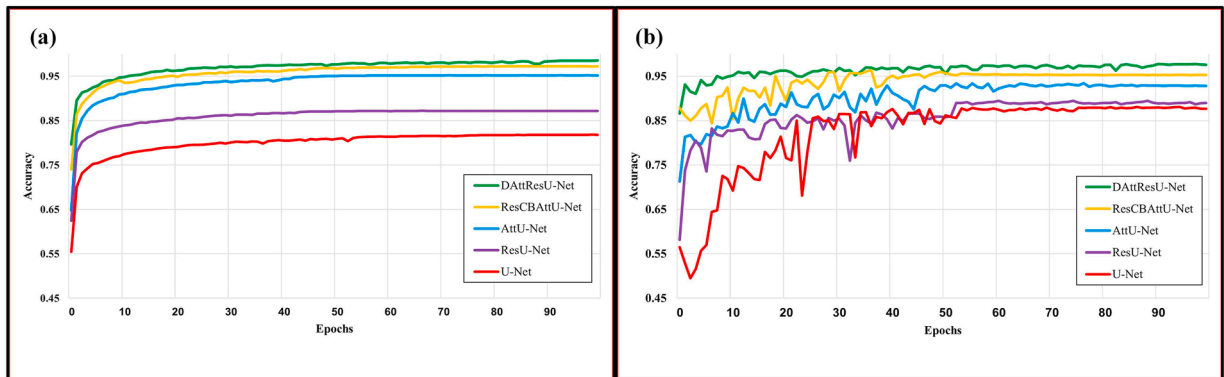 (a)
0.95
0.85
0.75
0.65
0.55
0.45
Accuracy
0 10 20 30 40 50 60 70 80 90
Epochs
DAttResU-Net
ResCBAttU-Net
AttU-Net
ResU-Net
U-Net
(b)
0.95
0.85
0.75
0.65
0.55
0.45
Accuracy
0 10 20 30 40 50 60 70 80 90
Epochs
DAttResU-Net
ResCBAttU-Net
AttU-Net
ResU-Net
U-Net